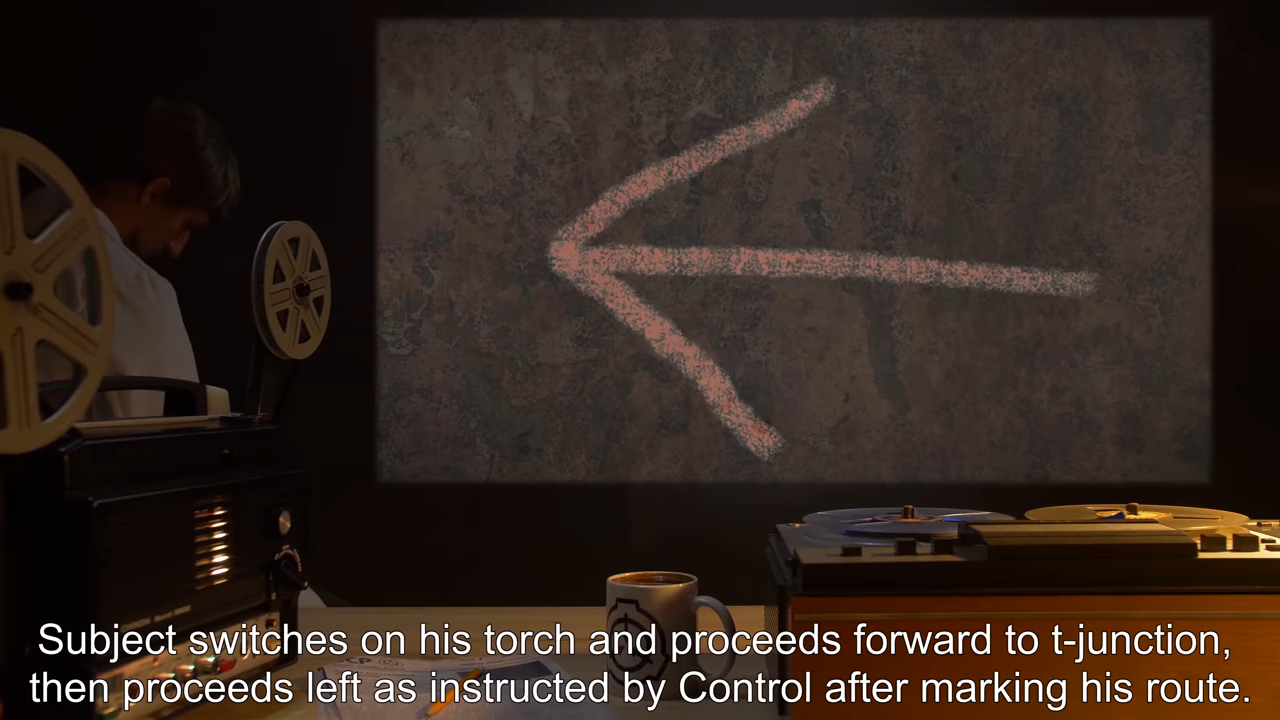 Subject switches on his torch and proceeds forward to t-junction,
then proceeds left as instructed by Control after marking his route.